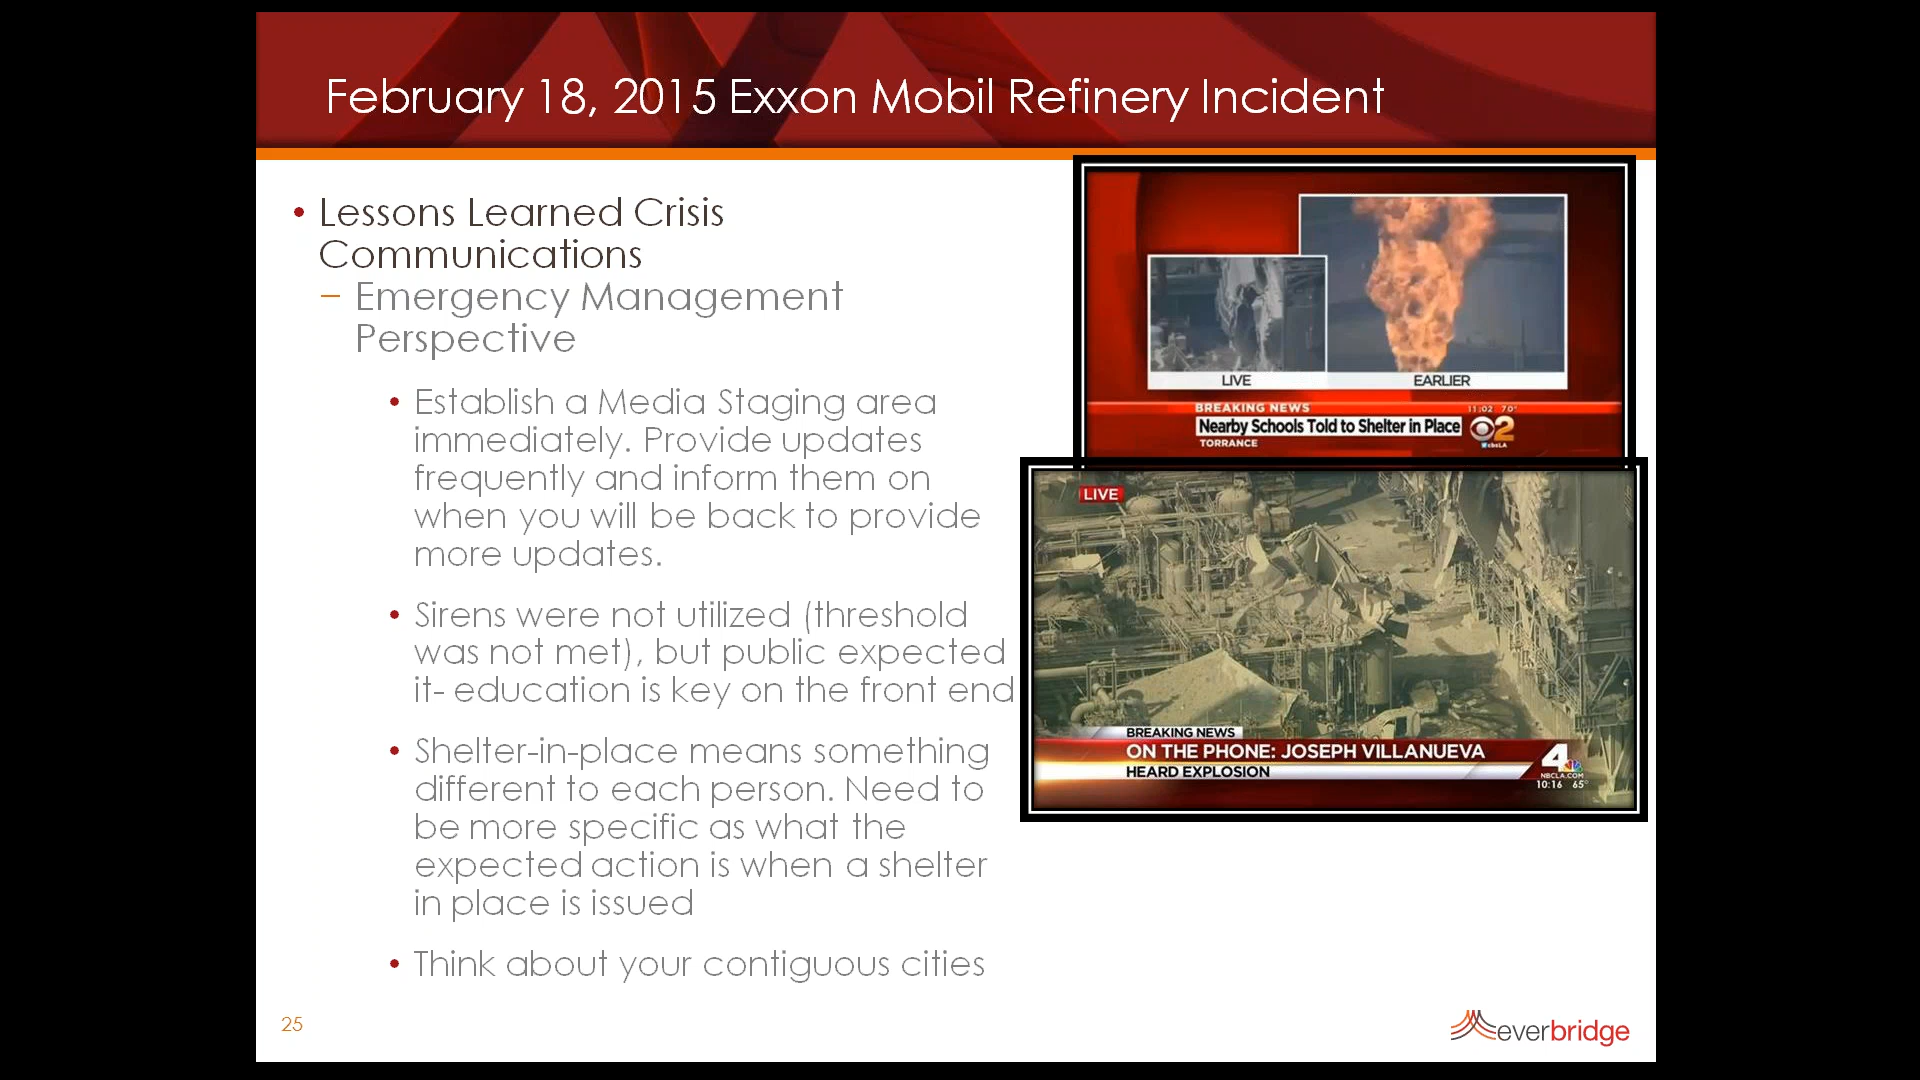 February 18, 2015 Exxon Mobil Refinery Incident
• Lessons Learned Crisis
Communications
– Emergency Management
Perspective
• Establish a Media Staging area
immediately. Provide updates
frequently and inform them on
when you will be back to provide
more updates.
• Sirens were not utilized (threshold
was not met), but public expected
it- education is key on the front end
• Shelter-in-place means something
different to each person. Need to
be more specific as what the
expected action is when a shelter
in place is issued
• Think about your contiguous cities
LIVE
EARLIER
BREAKING NEWS
11:02 70°
Nearby Schools Told to Shelter in Place
2
TORRANCE
LIVE
BREAKING NEWS
ON THE PHONE: JOSEPH VILLANUEVA
HEARD EXPLOSION
4
NBCLA.COM
10:16 65°
25
everbridge